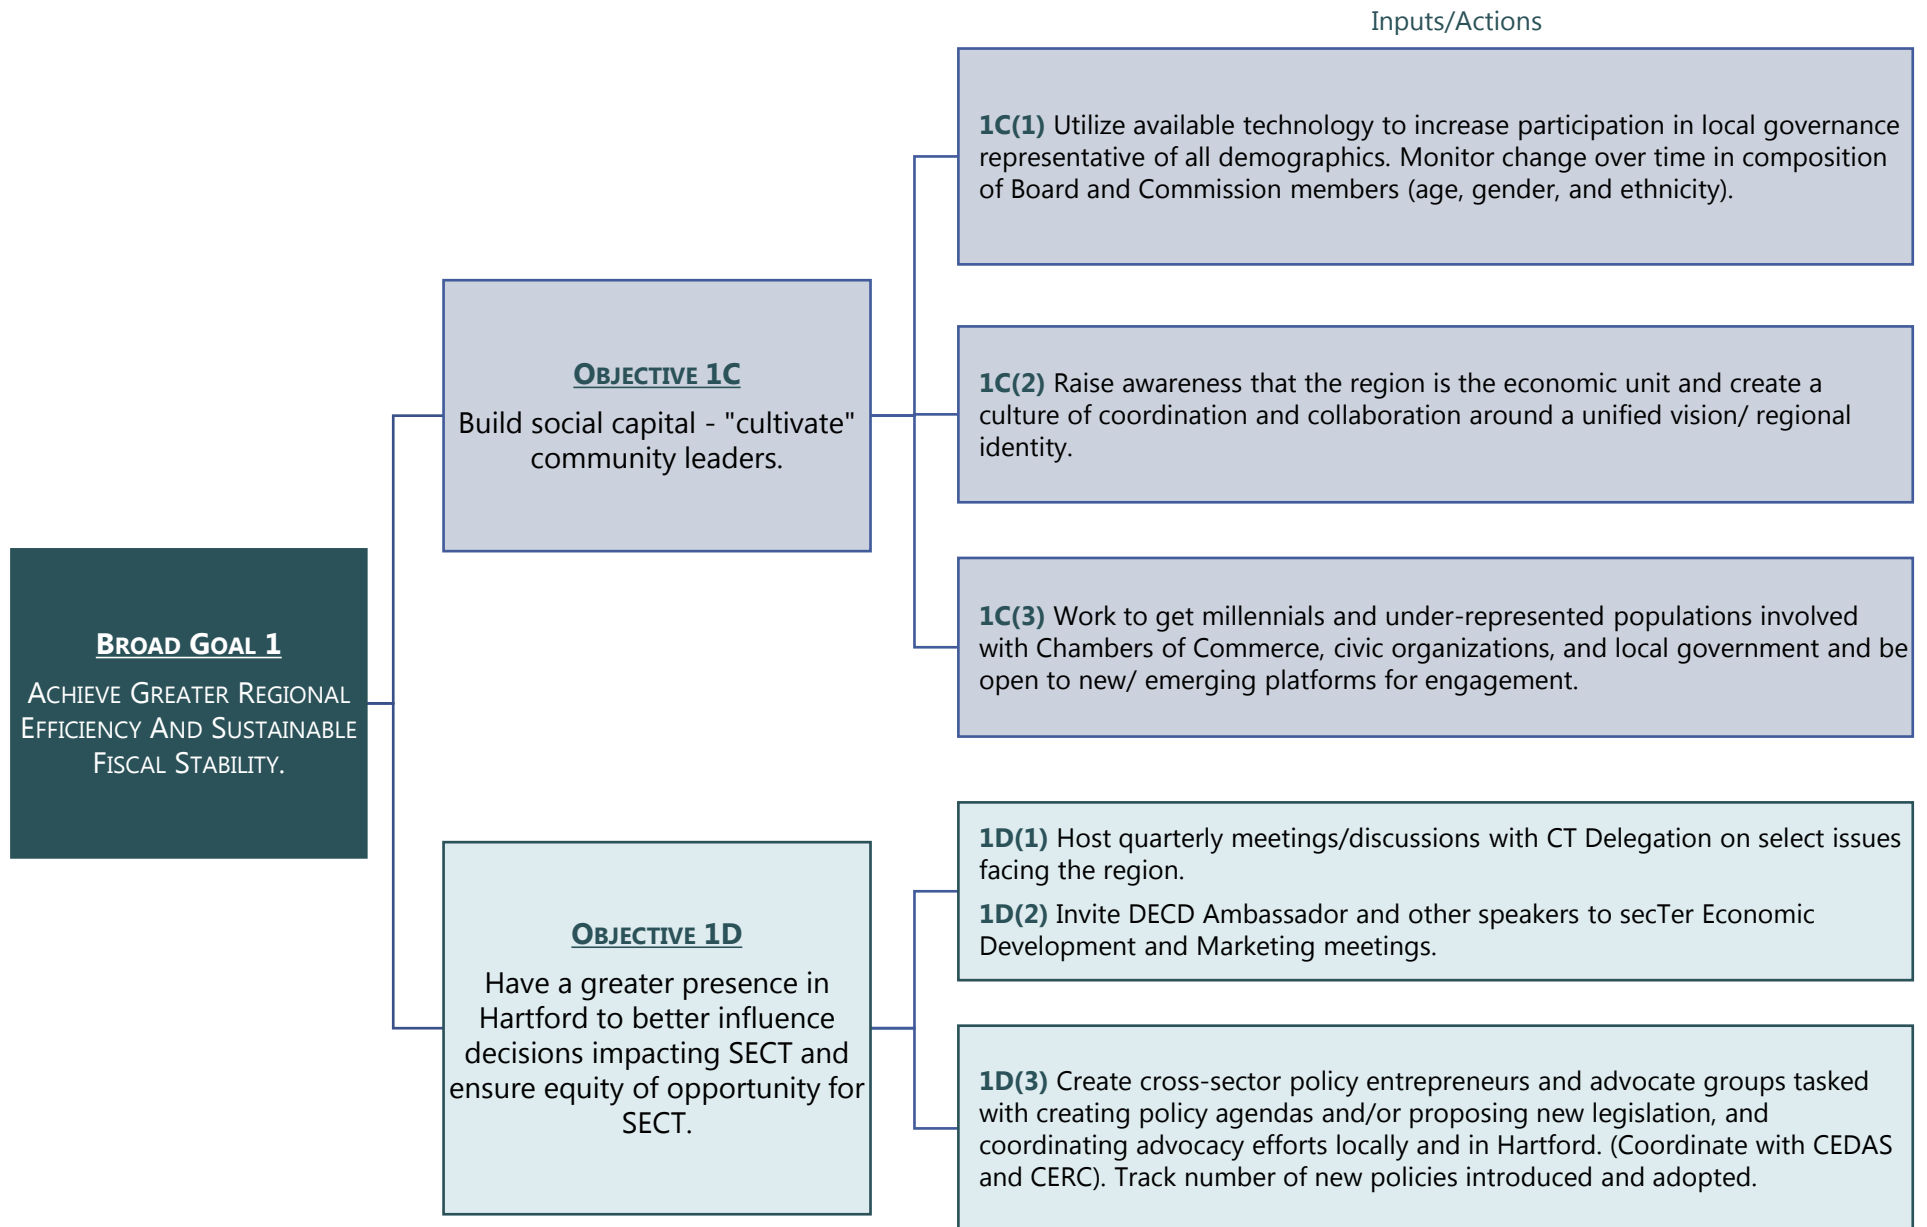 Inputs/Actions
1C(1) Utilize available technology to increase participation in local governance
representative of all demographics. Monitor change over time in composition
of Board and Commission members (age, gender, and ethnicity).
OBJECTIVE 1C
Build social capital - "cultivate"
community leaders.
1C(2) Raise awareness that the region is the economic unit and create a
culture of coordination and collaboration around a unified vision/ regional
identity.
1C(3) Work to get millennials and under-represented populations involved
with Chambers of Commerce, civic organizations, and local government and be
open to new/ emerging platforms for engagement.
BROAD GOAL 1
ACHIEVE GREATER REGIONAL
EFFICIENCY AND SUSTAINABLE
FISCAL STABILITY.
OBJECTIVE 1D
Have a greater presence in
Hartford to better influence
decisions impacting SECT and
ensure equity of opportunity for
SECT.
1D(1) Host quarterly meetings/discussions with CT Delegation on select issues
facing the region.
1D(2) Invite DECD Ambassador and other speakers to secTer Economic
Development and Marketing meetings.
1D(3) Create cross-sector policy entrepreneurs and advocate groups tasked
with creating policy agendas and/or proposing new legislation, and
coordinating advocacy efforts locally and in Hartford. (Coordinate with CEDAS
and CERC). Track number of new policies introduced and adopted.